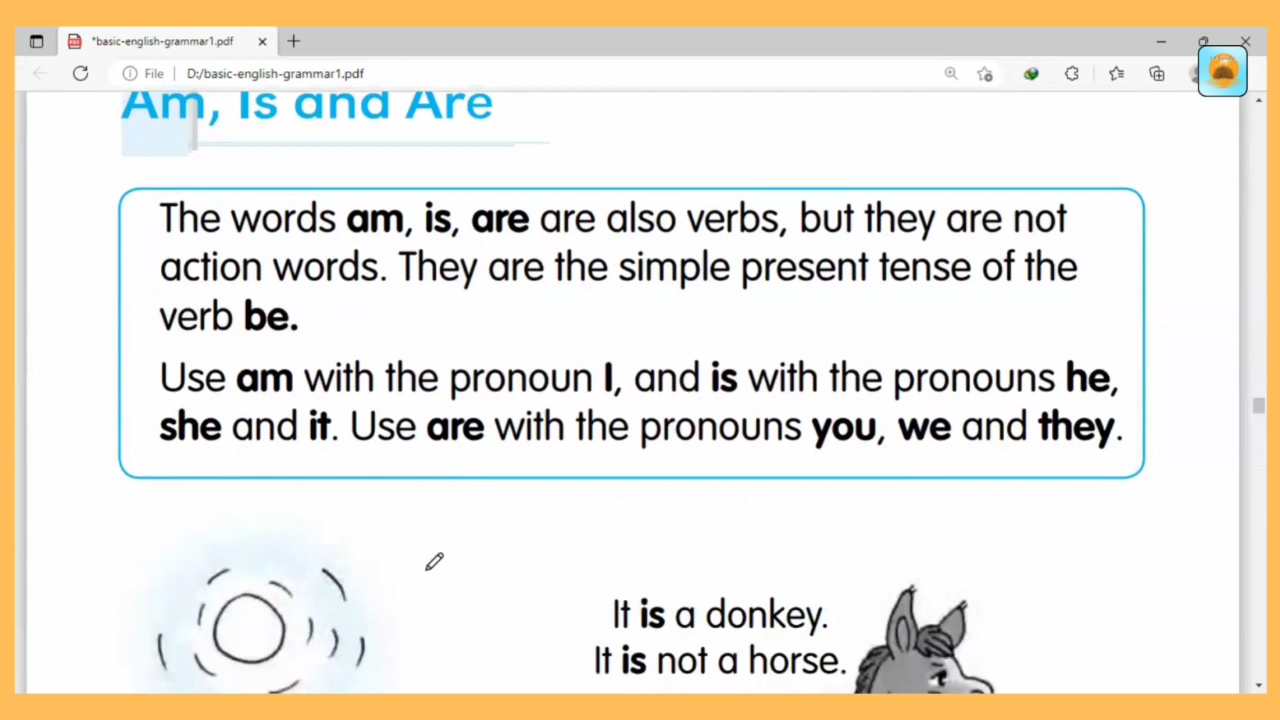 *basic-english-grammar1.pdf
File
D:/basic-english-grammar1.pdf
Am, Is and Are
The words am, is, are are also verbs, but they are not
action words. They are the simple present tense of the
verb be.
Use am with the pronoun I, and is with the pronouns he,
she and it. Use are with the pronouns you, we and they.
It is a donkey.
It is not a horse.